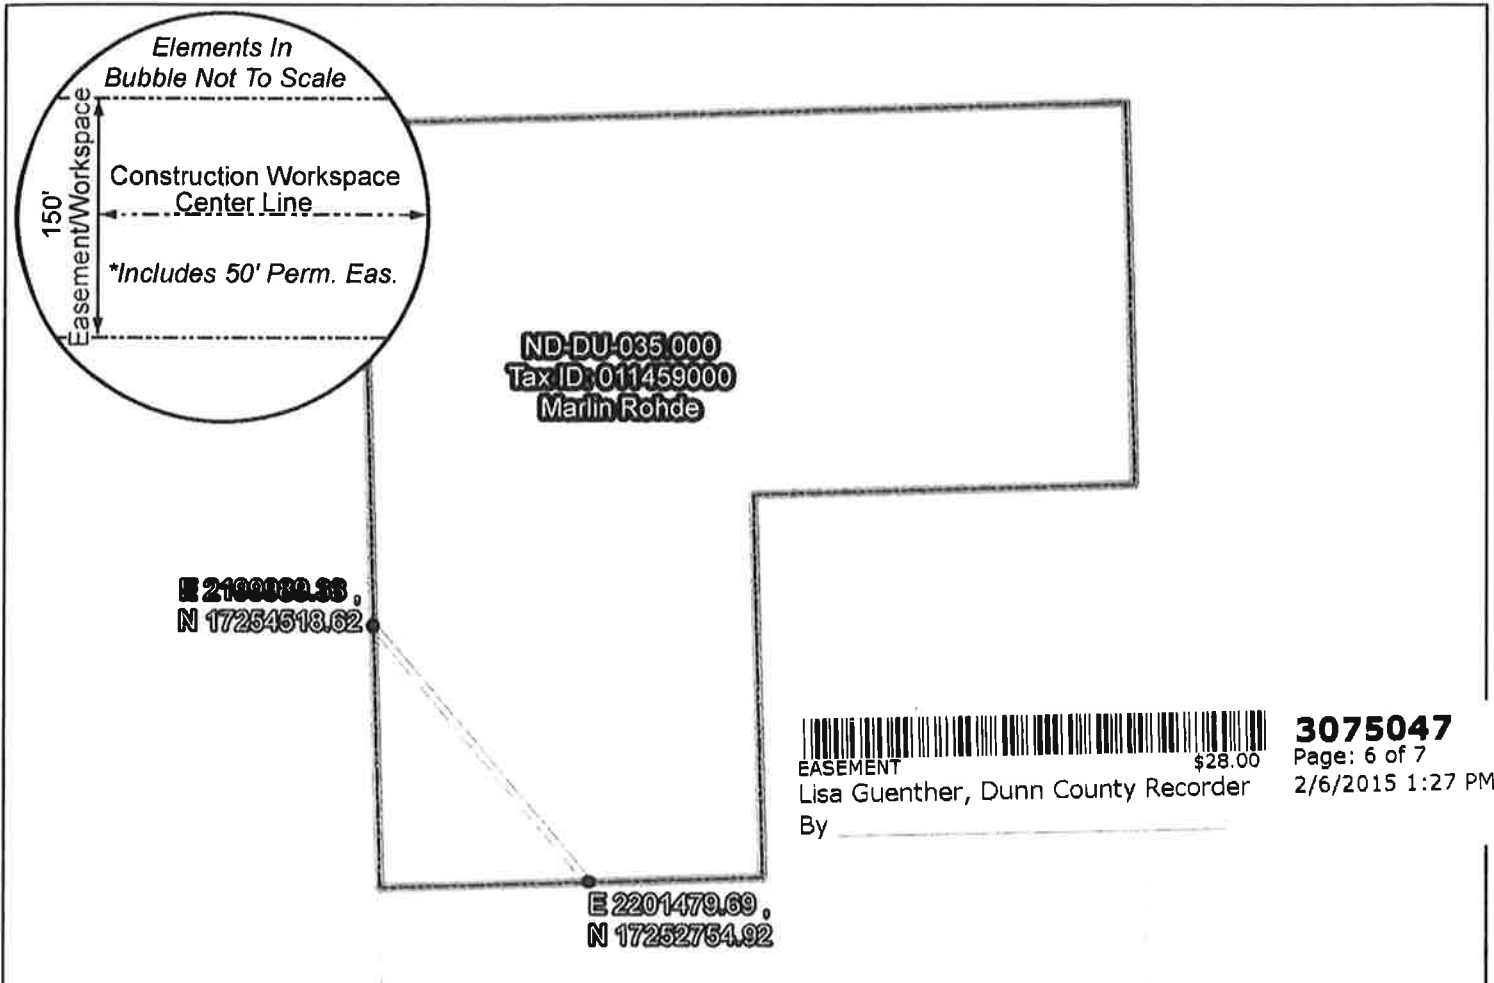 Elements In
Bubble Not To Scale
150'
Easement/Workspace
Construction Workspace
Center Line
*Includes 50' Perm. Eas.
ND-DU-035.000
Tax ID: 011459000
Marlin Rohde
E
N 17254518.62
EASEMENT
$28.00
Lisa Guenther, Dunn County Recorder
By
3075047
Page: 6 of 7
2/6/2015 1:27 PM
E 2201479.69 ,
N 17252754.92